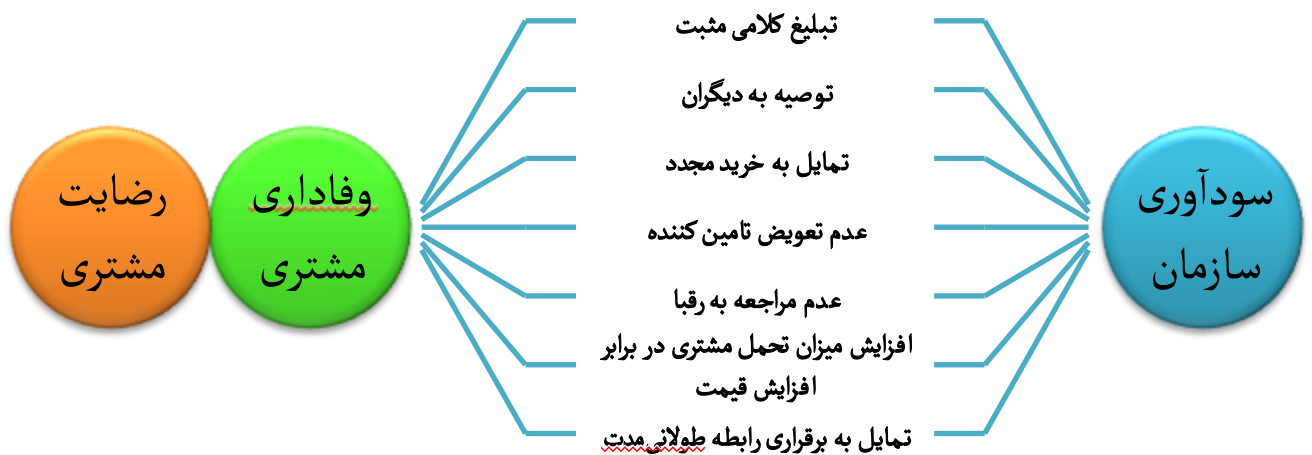 رضایت
مشتری
وفاداری
مشتری
تبلیغ کلامی مثبت
توصیه به دیگران
تمایل به خرید مجدد
عدم تعویض تامین کننده
عدم مراجعه به رقبا
افزایش میزان تحمل مشتری در برابر
افزایش قیمت
تمایل به برقراری رابطه طولانی‌مدت
سودآوری
سازمان